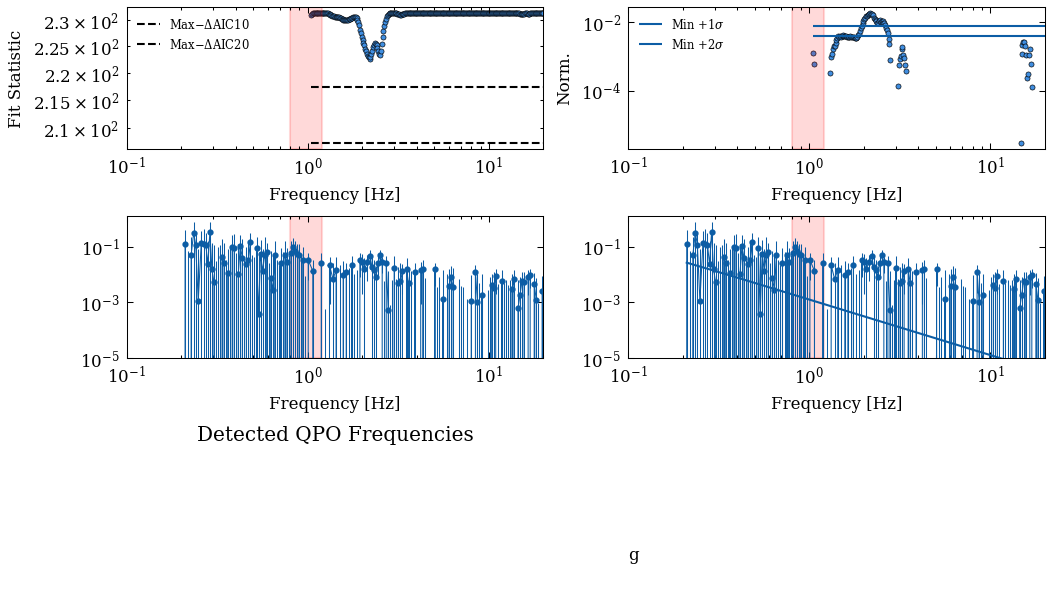 Fit Statistic
2.3 × 10²
2.25 × 10²
2.2 × 10²
2.15 × 10²
2.1 × 10²
Max−ΔAIC10
Max−ΔAIC20
10⁻¹ 10⁰ 10¹
Frequency [Hz]
Norm.
10⁻²
10⁻⁴
Min +1σ
Min +2σ
10⁻¹ 10⁰ 10¹
Frequency [Hz]
10⁻¹
10⁻³
10⁻⁵
10⁻¹ 10⁰ 10¹
Frequency [Hz]
10⁻¹
10⁻³
10⁻⁵
10⁻¹ 10⁰ 10¹
Frequency [Hz]
Detected QPO Frequencies
g